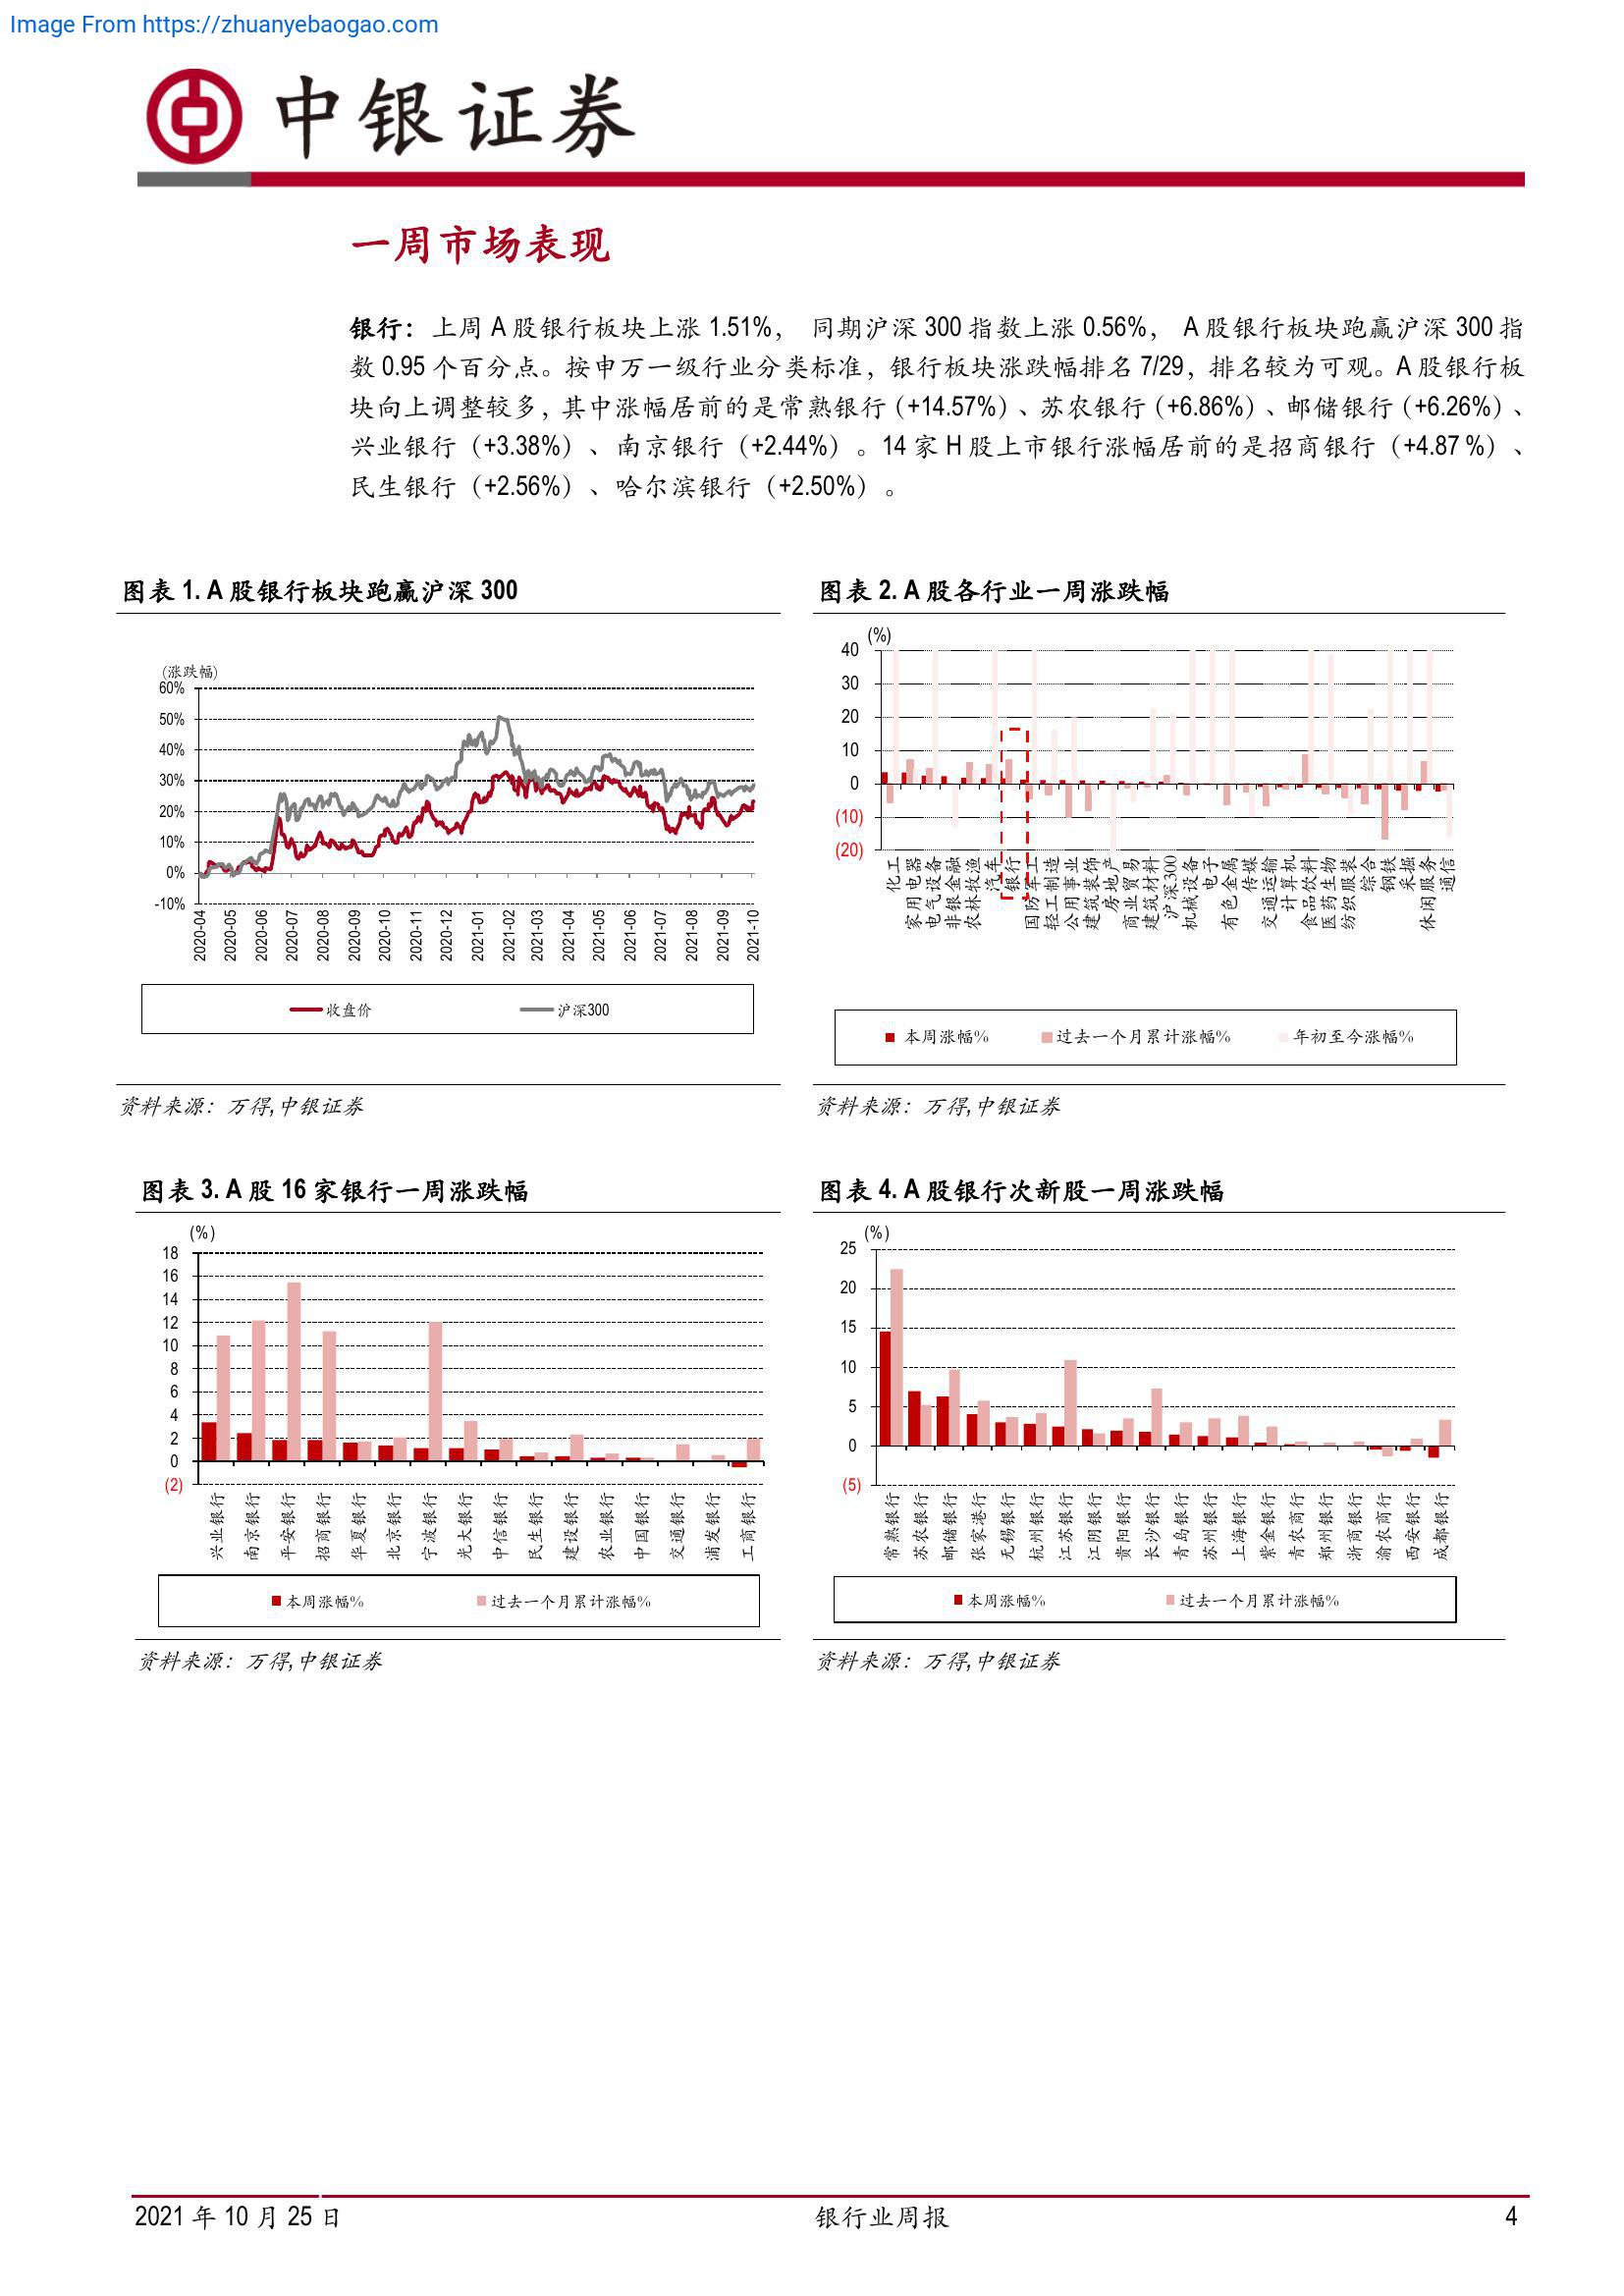 Image From https://zhuanyebaogao.com
中银证券
一周市场表现
银行：上周 A 股银行板块上涨 1.51%， 同期沪深 300 指数上涨 0.56%， A 股银行板块跑赢沪深 300 指
数 0.95 个百分点。按申万一级行业分类标准，银行板块涨跌幅排名 7/29，排名较为可观。A 股银行板
块向上调整较多，其中涨幅居前的是常熟银行（+14.57%）、苏农银行（+6.86%）、邮储银行（+6.26%）、
兴业银行（+3.38%）、南京银行（+2.44%）。14 家 H 股上市银行涨幅居前的是招商银行（+4.87 %）、
民生银行（+2.56%）、哈尔滨银行（+2.50%）。
图表 1. A 股银行板块跑赢沪深 300
(涨跌幅)
60%
50%
40%
30%
20%
10%
0%
-10%
2020-04
2020-05
2020-06
2020-07
2020-08
2020-09
2020-10
2020-11
2020-12
2021-01
2021-02
2021-03
2021-04
2021-05
2021-06
2021-07
2021-08
2021-09
2021-10
收盘价
沪深300
资料来源：万得,中银证券
图表 2. A 股各行业一周涨跌幅
(%)
40
30
20
10
0
(10)
(20)
化工
家用电器
电气设备
非银金融
农林牧渔
汽车
银行
国防军工
轻工制造
公用事业
建筑装饰
房地产
商业贸易
建筑材料
沪深300
机械设备
电子
有色金属
传媒
交通运输
计算机
食品饮料
医药生物
纺织服装
综合
钢铁
采掘
休闲服务
通信
本周涨幅%
过去一个月累计涨幅%
年初至今涨幅%
资料来源：万得,中银证券
图表 3. A 股 16 家银行一周涨跌幅
(%)
18
16
14
12
10
8
6
4
2
0
(2)
兴业银行
南京银行
平安银行
招商银行
华夏银行
北京银行
宁波银行
光大银行
中信银行
民生银行
建设银行
农业银行
中国银行
交通银行
浦发银行
工商银行
本周涨幅%
过去一个月累计涨幅%
资料来源：万得,中银证券
图表 4. A 股银行次新股一周涨跌幅
(%)
25
20
15
10
5
0
(5)
常熟银行
苏农银行
邮储银行
张家港行
无锡银行
杭州银行
江苏银行
江阴银行
贵阳银行
长沙银行
青岛银行
苏州银行
上海银行
紫金银行
青农商行
郑州银行
浙商银行
渝农商行
西安银行
成都银行
本周涨幅%
过去一个月累计涨幅%
资料来源：万得,中银证券
2021 年 10 月 25 日
银行业周报
4